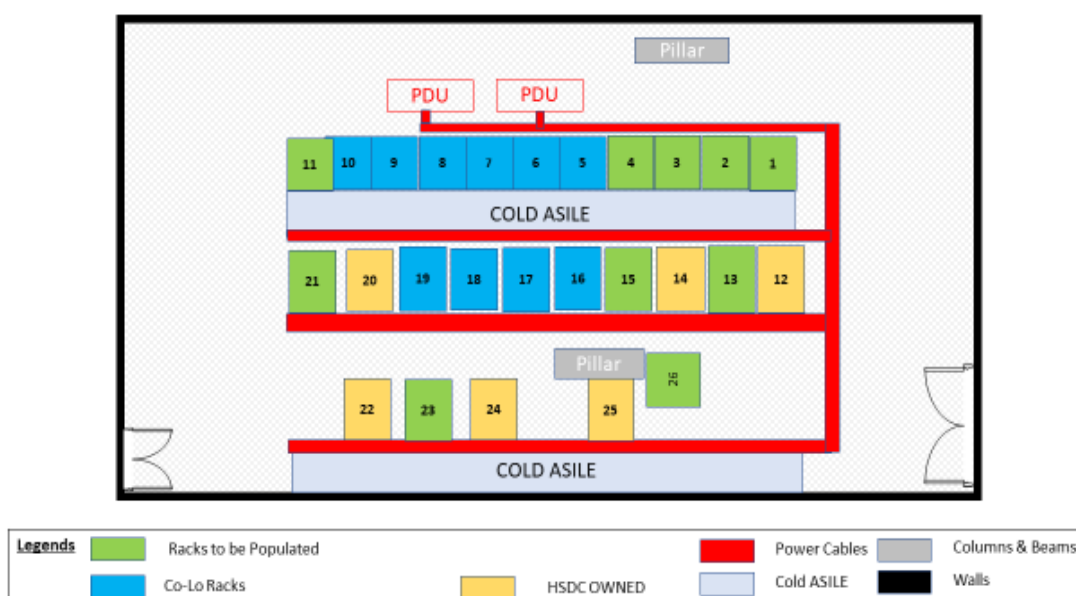 Pillar
PDU PDU
11 10 9 8 7 6 5 4 3 2 1
COLD ASILE
21 20 19 18 17 16 15 14 13 12
Pillar
26
22 23 24 25
COLD ASILE
Legends Racks to be Populated Power Cables Columns & Beams
Co-Lo Racks HSDC OWNED Cold ASILE Walls